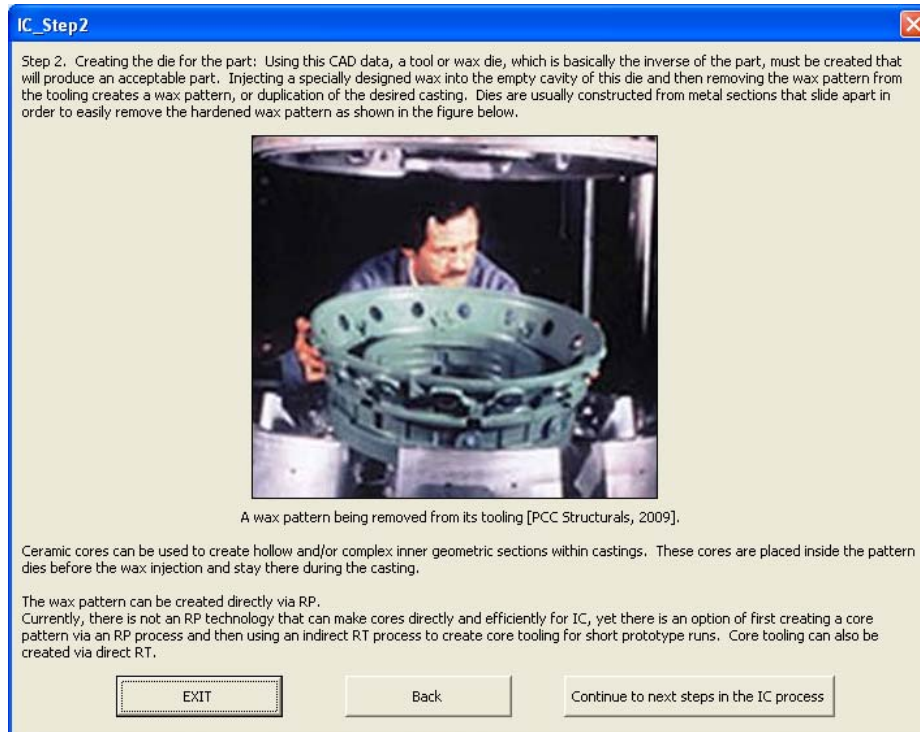 IC_Step2
Step 2. Creating the die for the part: Using this CAD data, a tool or wax die, which is basically the inverse of the part, must be created that
will produce an acceptable part. Injecting a specially designed wax into the empty cavity of this die and then removing the wax pattern from
the tooling creates a wax pattern, or duplication of the desired casting. Dies are usually constructed from metal sections that slide apart in
order to easily remove the hardened wax pattern as shown in the figure below.
A wax pattern being removed from its tooling [PCC Structurals, 2009].
Ceramic cores can be used to create hollow and/or complex inner geometric sections within castings. These cores are placed inside the pattern
dies before the wax injection and stay there during the casting.
The wax pattern can be created directly via RP.
Currently, there is not an RP technology that can make cores directly and efficiently for IC, yet there is an option of first creating a core
pattern via an RP process and then using an indirect RT process to create core tooling for short prototype runs. Core tooling can also be
created via direct RT.
EXIT
Back
Continue to next steps in the IC process